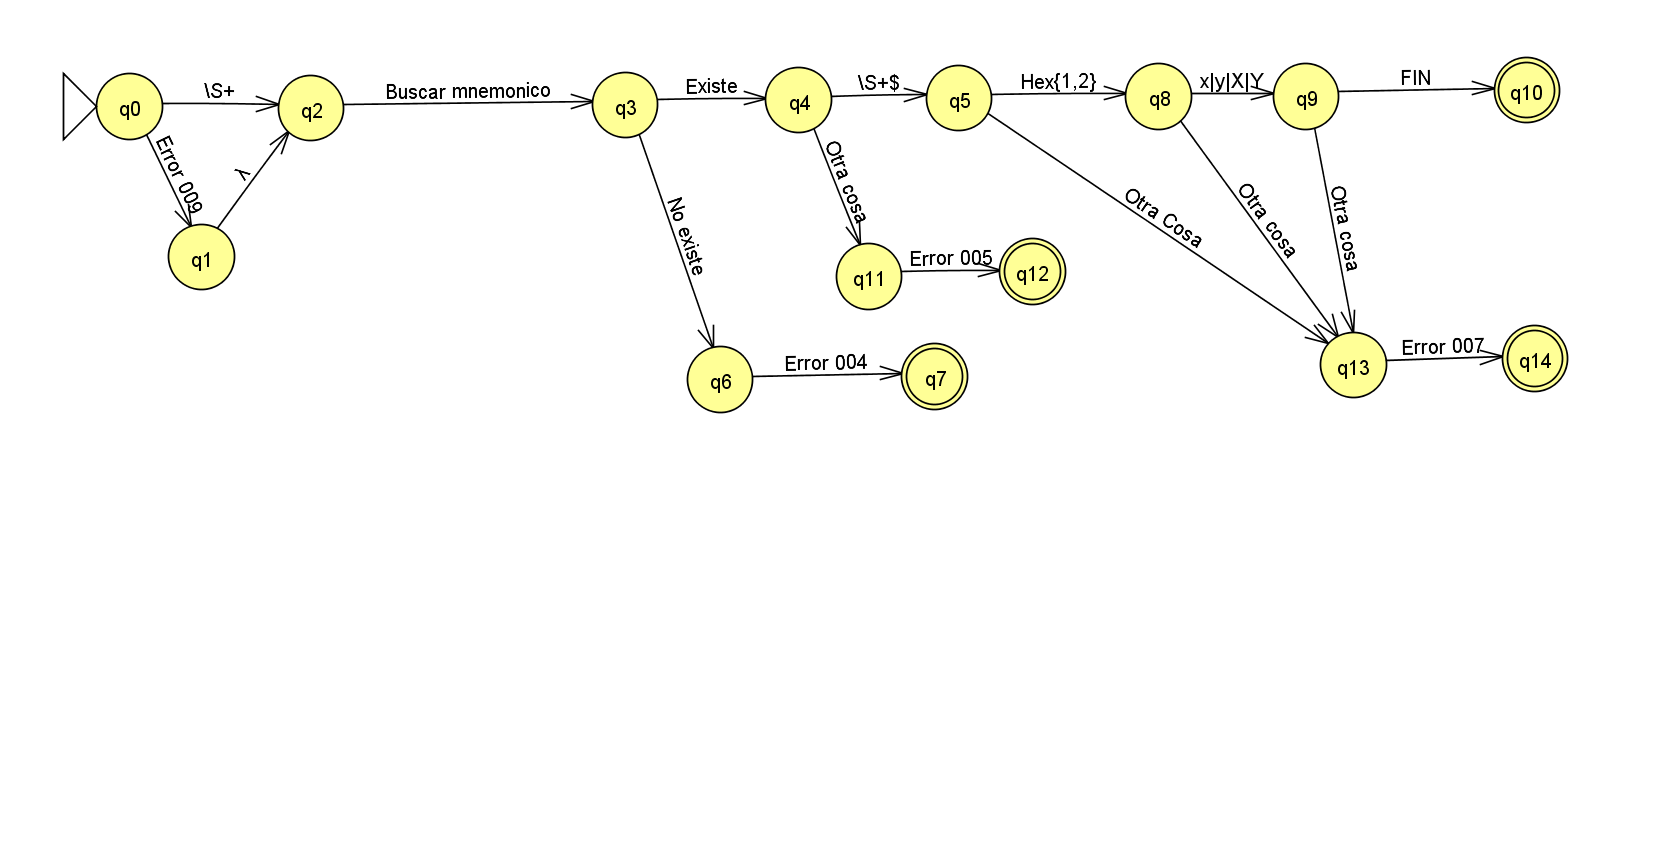 q0
\S+
q2
Buscar mnemonico
q3
Existe
q4
\S+$
q5
Hex{1,2}
q8
x|y|X|Y
q9
FIN
q10
Error 009
λ
q1
No existe
Otra cosa
q11
Error 005
q12
Otra Cosa
Otra cosa
Otra cosa
q6
Error 004
q7
q13
Error 007
q14